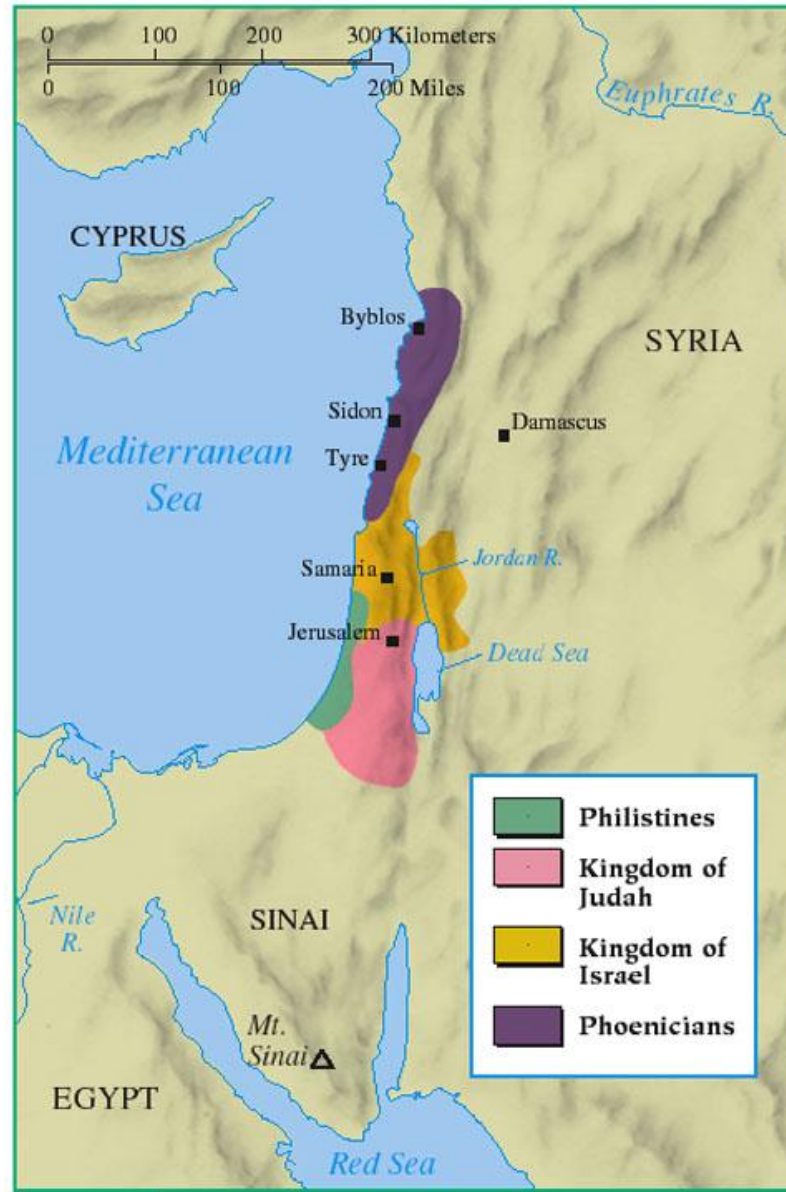 0 100 200 300 Kilometers
0 100 200 Miles
Euphrates R.
CYPRUS
Byblos
SYRIA
Sidon
Damascus
Mediterranean
Sea
Tyre
Jordan R.
Samaria
Jerusalem
Dead Sea
Philistines
Kingdom of
Judah
Kingdom of
Israel
Phoenicians
Nile
R.
SINAI
Mt.
Sinai
EGYPT
Red Sea